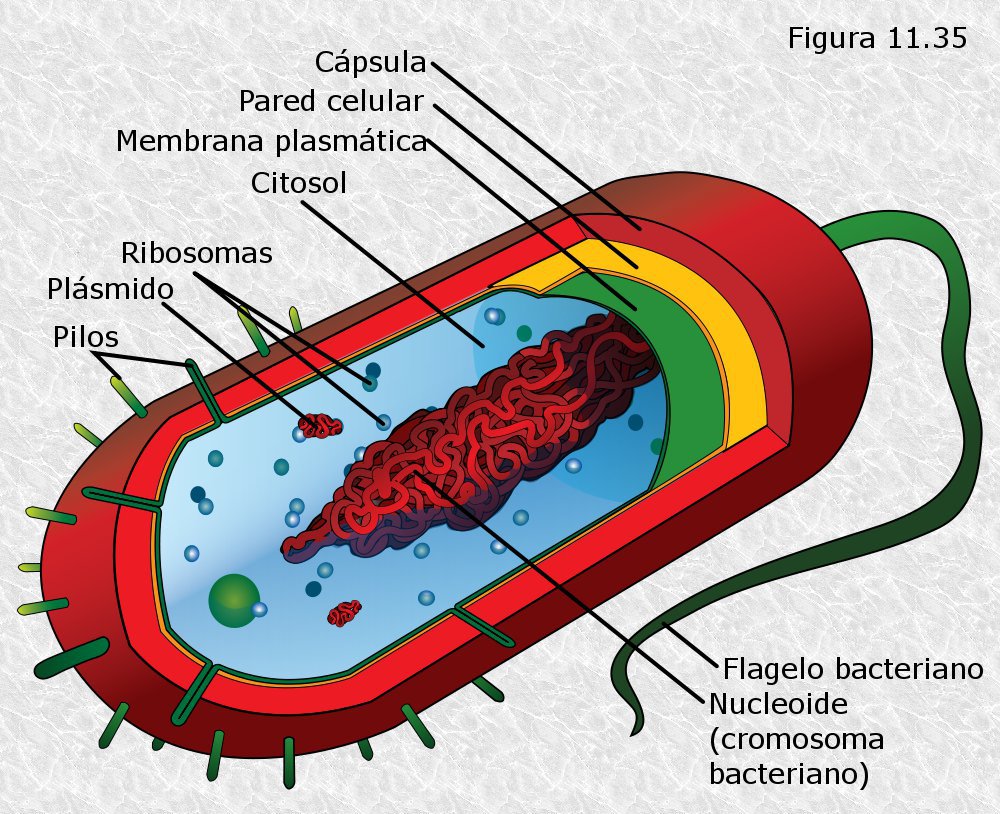 Figura 11.35
Cápsula
Pared celular
Membrana plasmática
Citosol
Ribosomas
Plásmido
Pilos
Flagelo bacteriano
Nucleoide
(cromosoma
bacteriano)